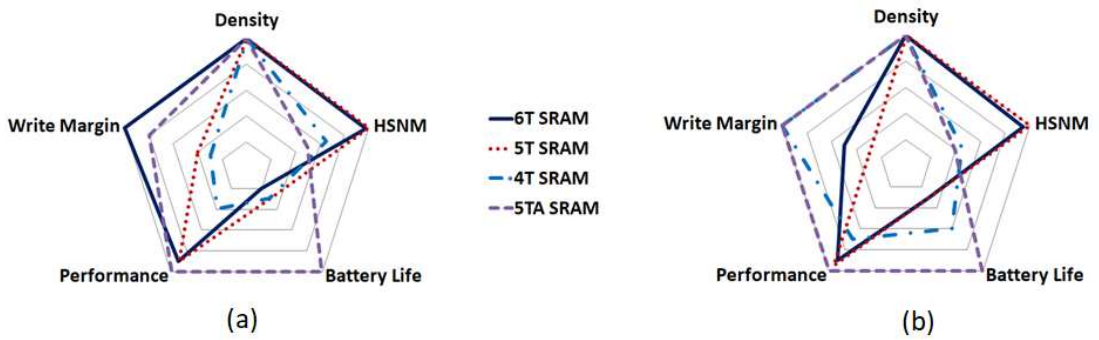 Density
Write Margin
HSNM
Performance
Battery Life
(a)
6T SRAM
5T SRAM
4T SRAM
5TA SRAM
Density
Write Margin
HSNM
Performance
Battery Life
(b)